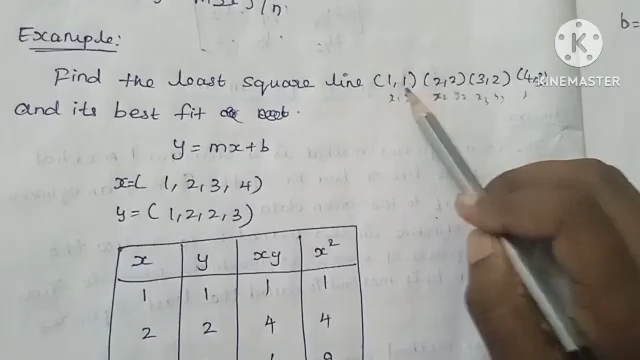 b=
Example:
Find the least square line (1,1) (2,2) (3,2) (4,
KINEMASTER
and its best fit
y = mx+b
x=( 1, 2, 3, 4)
y = (1, 2, 2, 3)
x y xy x²
1 1 1 1
2 2 4 4